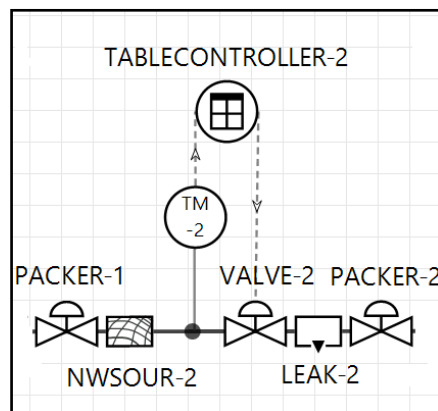 TABLECONTROLLER-2
TM
-2
PACKER-1 VALVE-2 PACKER-2
NWSOUR-2 LEAK-2